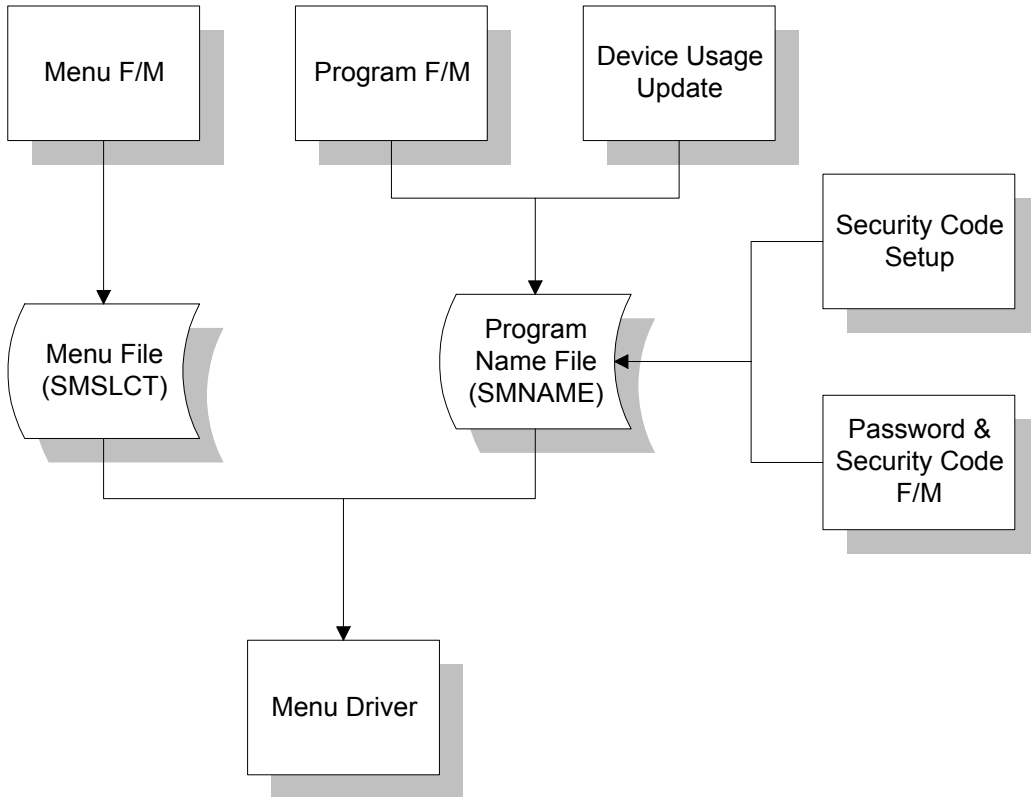 Menu F/M
Program F/M
Device Usage
Update
Security Code
Setup
Menu File
(SMSLCT)
Program
Name File
(SMNAME)
Password &
Security Code
F/M
Menu Driver